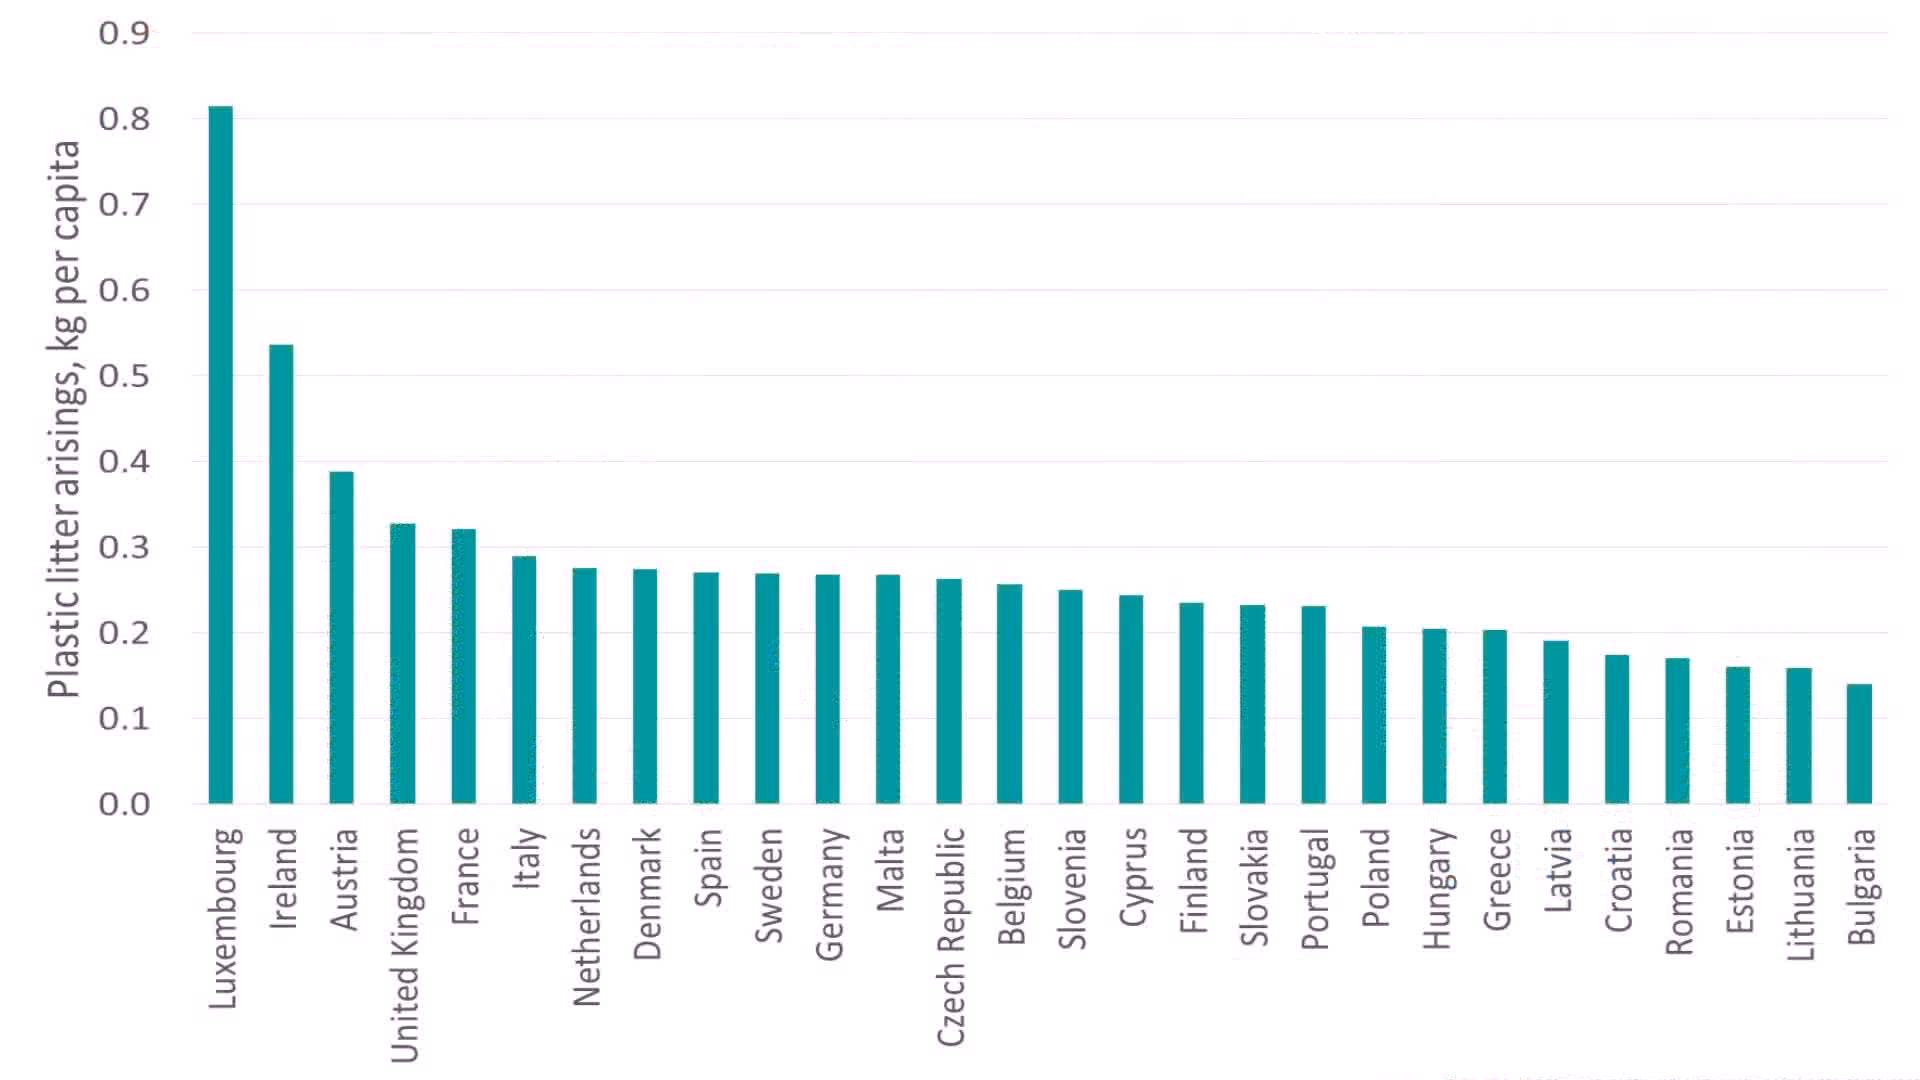 Plastic litter arisings, kg per capita
0.9
0.8
0.7
0.6
0.5
0.4
0.3
0.2
0.1
0.0
Luxembourg
Ireland
Austria
United Kingdom
France
Italy
Netherlands
Denmark
Spain
Sweden
Germany
Malta
Czech Republic
Belgium
Slovenia
Cyprus
Finland
Slovakia
Portugal
Poland
Hungary
Greece
Latvia
Croatia
Romania
Estonia
Lithuania
Bulgaria